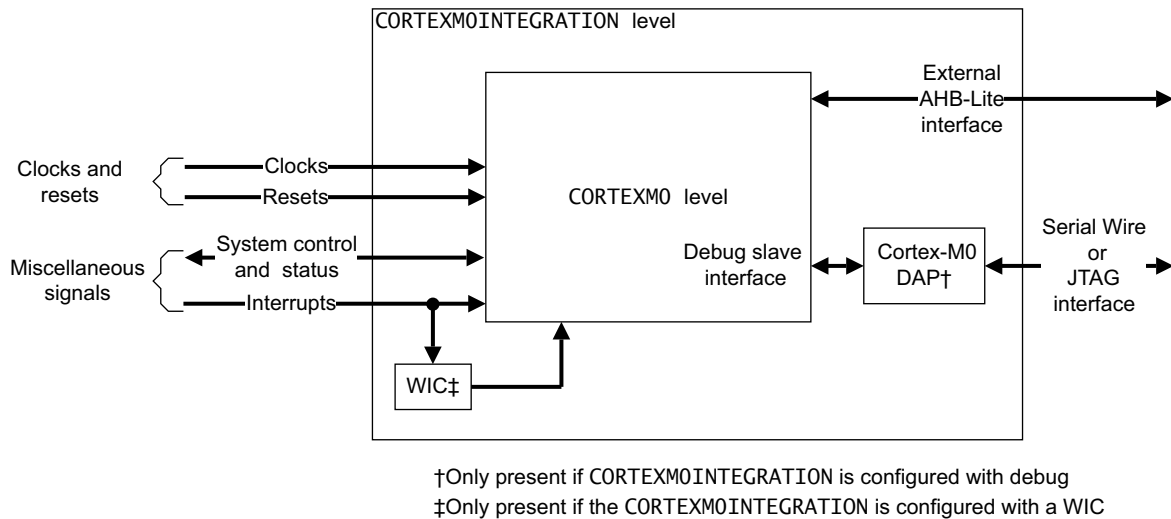 CORTEXM0INTEGRATION level
External
AHB-Lite
interface
Clocks and
resets
Clocks
Resets
CORTEXM0 level
Miscellaneous
signals
System control
and status
Interrupts
Debug slave
interface
Cortex-M0
DAP†
Serial Wire
or
JTAG
interface
WIC‡
†Only present if CORTEXM0INTEGRATION is configured with debug
‡Only present if the CORTEXM0INTEGRATION is configured with a WIC